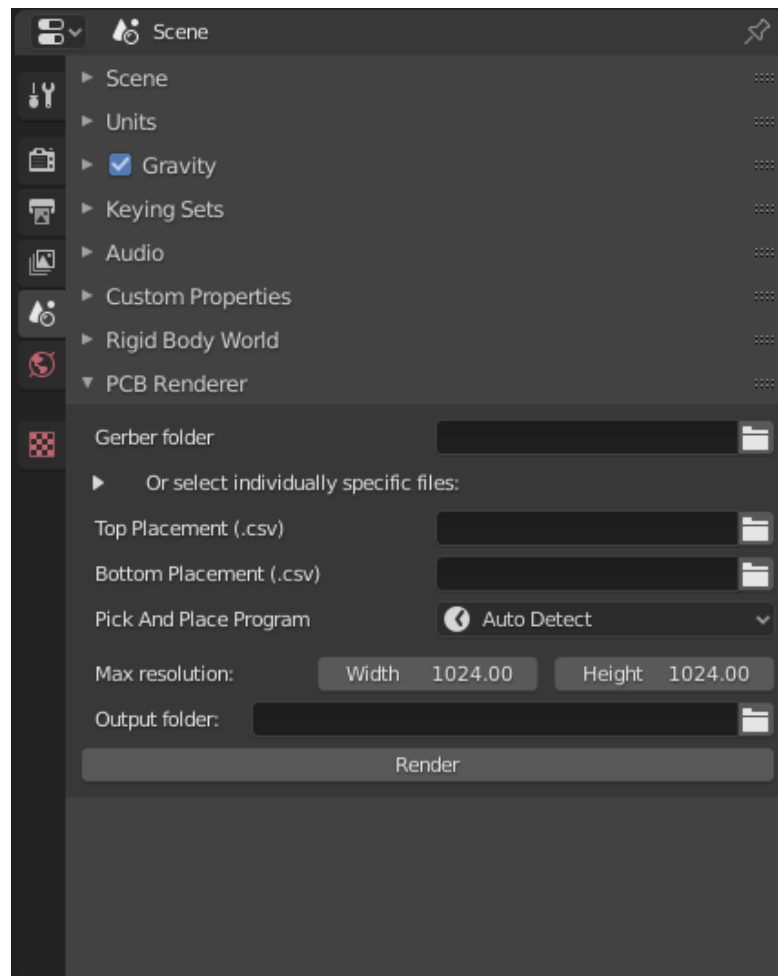 Scene
Scene
Units
Gravity
Keying Sets
Audio
Custom Properties
Rigid Body World
PCB Renderer
Gerber folder
Or select individually specific files:
Top Placement (.csv)
Bottom Placement (.csv)
Pick And Place Program Auto Detect
Max resolution: Width 1024.00 Height 1024.00
Output folder:
Render